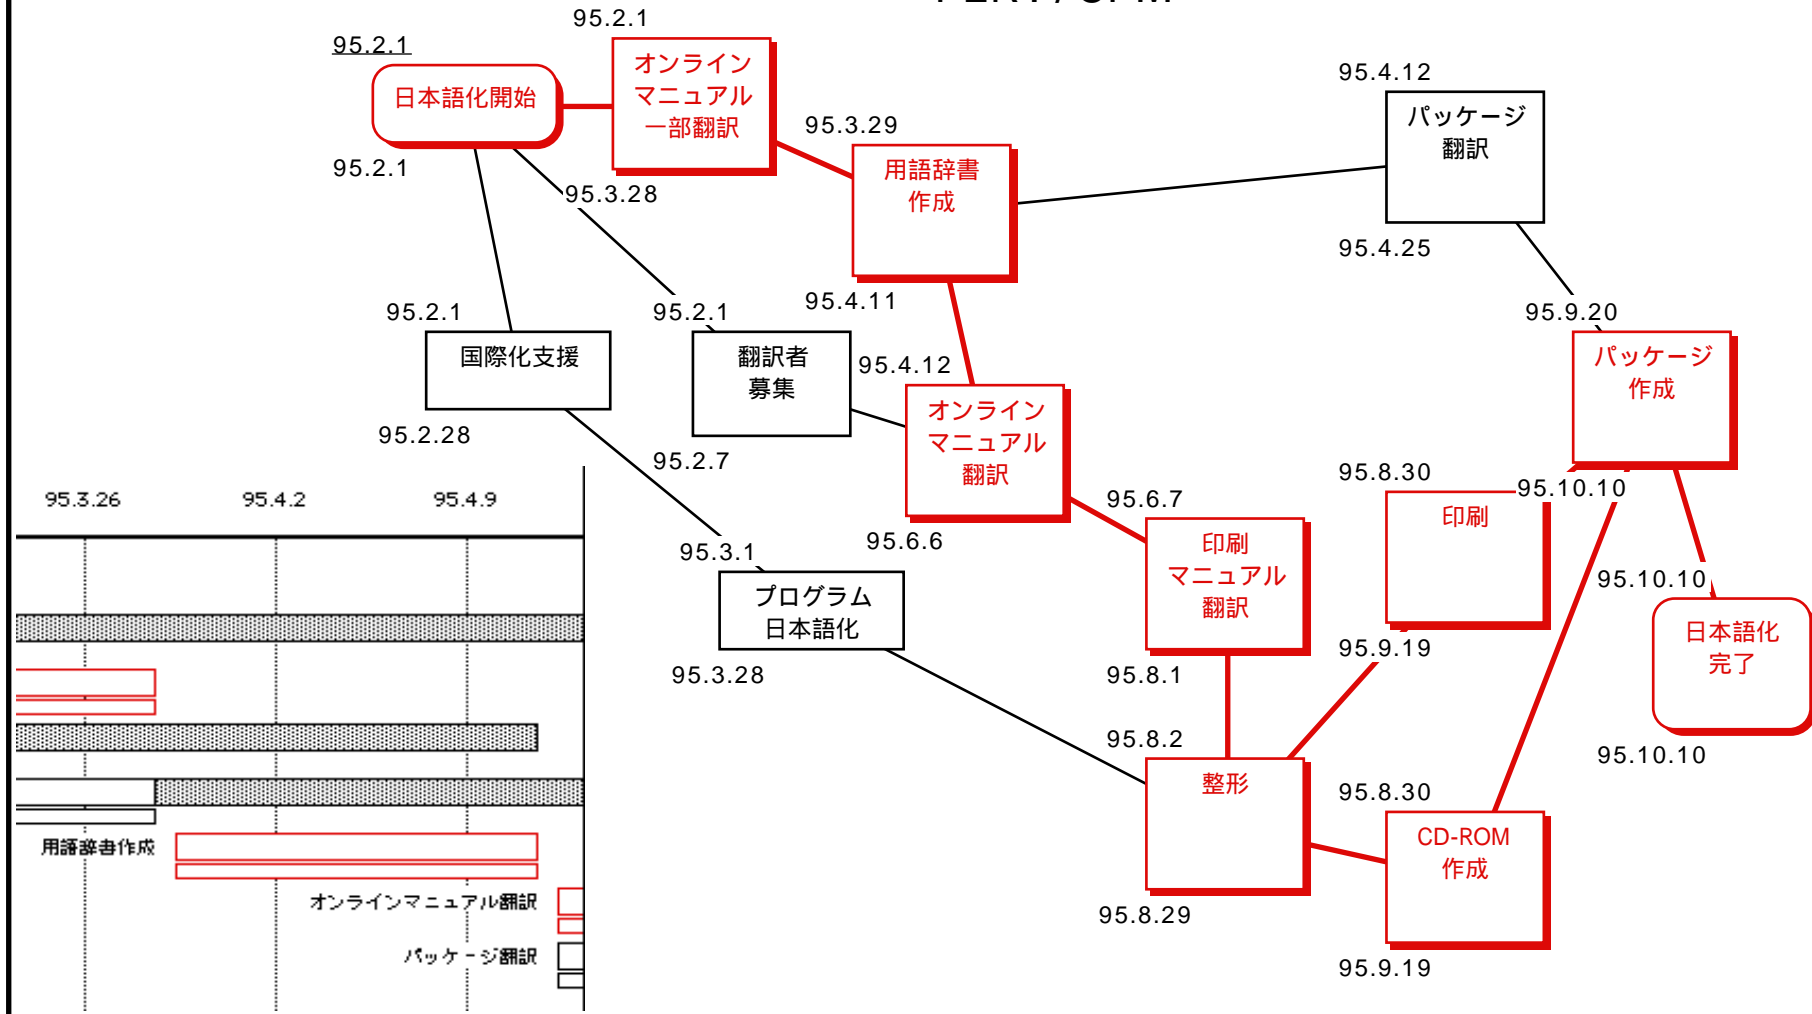 95.2.1
95.2.1
日本語化開始
95.2.1
オンライン
マニュアル
一部翻訳
95.3.28
95.3.29
用語辞書
作成
95.4.11
95.4.12
パッケージ
翻訳
95.4.25
95.2.1
国際化支援
95.2.28
95.2.1
翻訳者
募集
95.2.7
95.4.12
オンライン
マニュアル
翻訳
95.6.6
95.9.20
パッケージ
作成
95.10.10
95.3.1
プログラム
日本語化
95.3.28
95.6.7
印刷
マニュアル
翻訳
95.8.1
95.8.30
印刷
95.9.19
95.10.10
日本語化
完了
95.10.10
95.8.2
整形
95.8.29
95.8.30
CD-ROM
作成
95.9.19
95.3.26 95.4.2 95.4.9
用語辞書作成
オンラインマニュアル翻訳
パッケージ翻訳